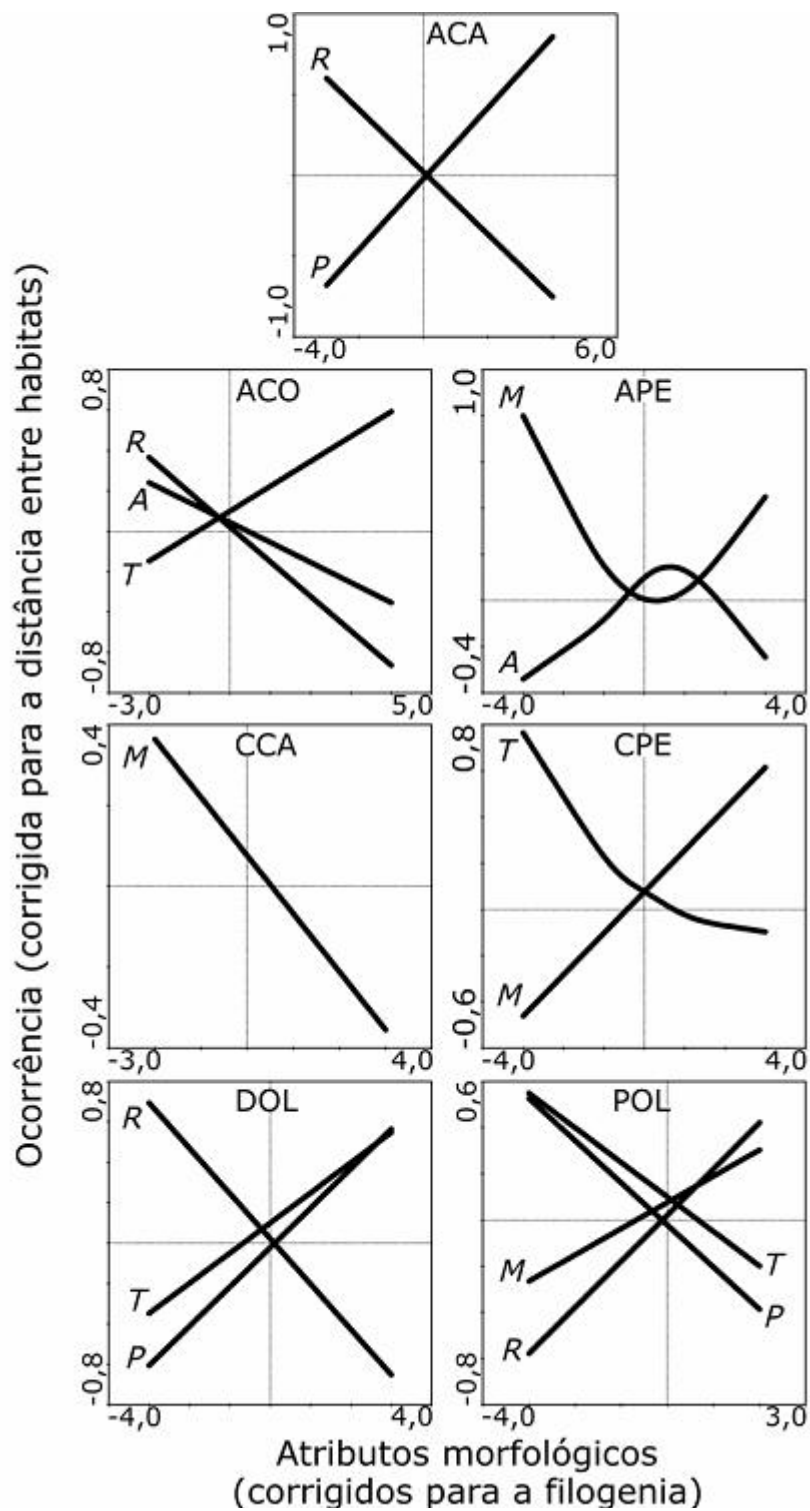 Ocorrência (corrigida para a distância entre habitats)
ACA
1,0
R
P
-1,0
-4,0 6,0
ACO
0,8
R
A
T
-0,8
-3,0 5,0
APE
1,0
M
A
-0,4
-4,0 4,0
CCA
0,4
M
-0,4
-3,0 4,0
CPE
0,8
T
M
-0,6
-4,0 4,0
DOL
0,8
R
T
P
-0,8
-4,0 4,0
POL
0,6
M
T
P
R
-0,8
-4,0 3,0
Atributos morfológicos
(corrigidos para a filogenia)